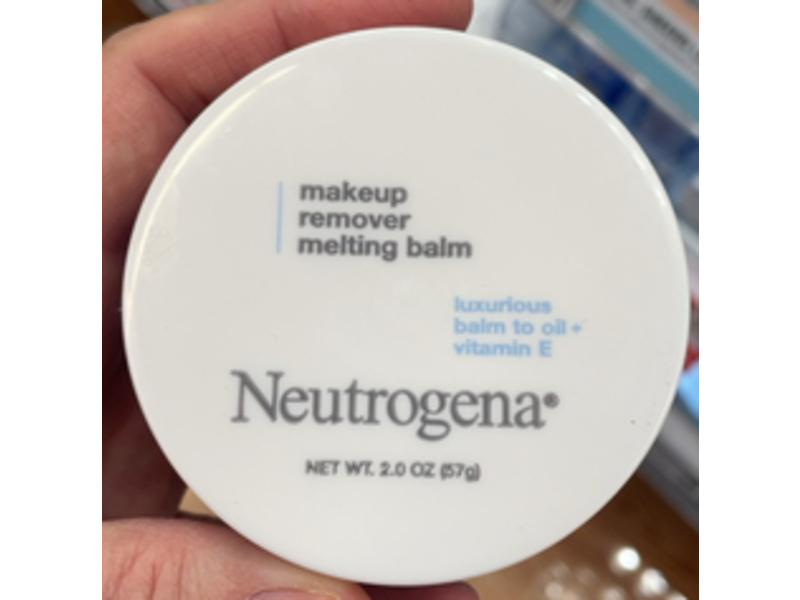 makeup
remover
melting balm
luxurious
balm to oil +
vitamin E
Neutrogena®
NET WT. 2.0 OZ (57g)